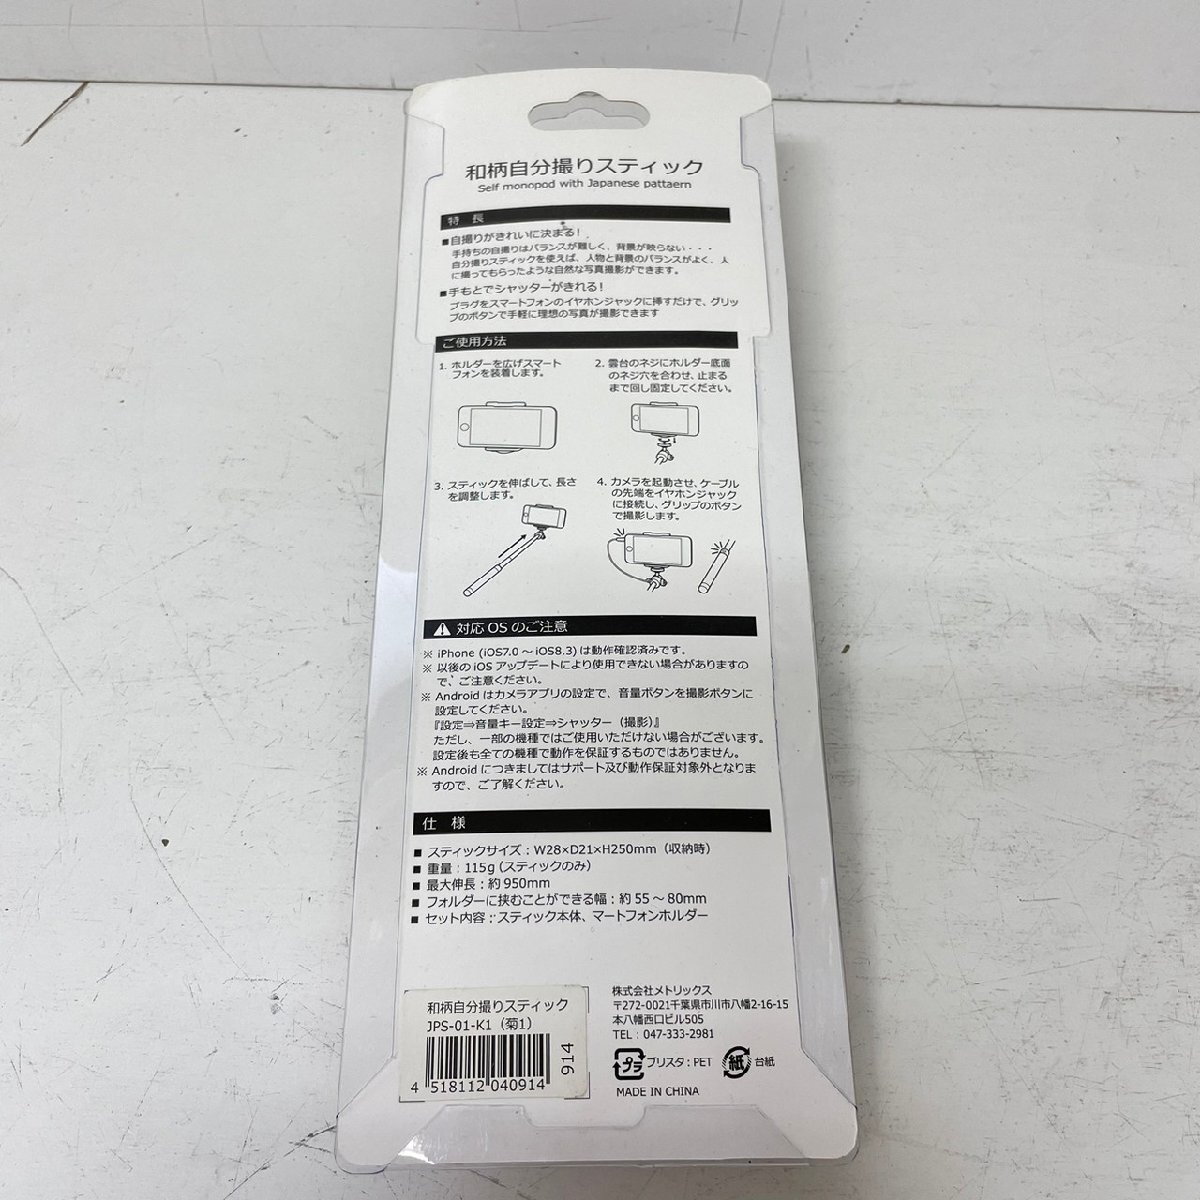 和柄自分撮りスティック
Self monopod with Japanese pattaern
特 長
■自撮りがきれいに決まる！
手持ちの自撮りはバランスが難しく、背景が映らない・・・
自分撮りスティックを使えば、人物と背景のバランスがよく、人
に撮ってもらったような自然な写真撮影ができます。
■手もとでシャッターがきれる！
プラグをスマートフォンのイヤホンジャックに挿すだけで、グリッ
プのボタンで手軽に理想の写真が撮影できます
ご使用方法
1. ホルダーを広げスマート
フォンを装着します。
2. 雲台のネジにホルダー底面
のネジ穴を合わせ、止まる
まで回し固定してください。
3. スティックを伸ばして、長さ
を調整します。
4. カメラを起動させ、ケーブル
の先端をイヤホンジャック
に接続し、グリップのボタン
で撮影します。
対応 OS のご注意
※ iPhone (iOS7.0 ～ iOS8.3) は動作確認済みです.
※ 以後の iOS アップデートにより使用できない場合がありますの
で、ご注意ください。
※ Android はカメラアプリの設定で、音量ボタンを撮影ボタンに
設定してください。
『設定⇒音量キー設定⇒シャッター（撮影）』
ただし、一部の機種ではご使用いただけない場合がございます。
設定後も全ての機種で動作を保証するものではありません。
※ Android につきましてはサポート及び動作保証対象外となりま
すので、ご了解ください。
仕 様
■ スティックサイズ：W28×D21×H250mm（収納時）
■ 重量：115g (スティックのみ)
■ 最大伸長：約 950mm
■ フォルダーに挟むことができる幅：約 55 ～ 80mm
■ セット内容：スティック本体、マートフォンホルダー
和柄自分撮りスティック
JPS-01-K1（菊1）
4 518112 040914
914
株式会社メトリックス
〒272-0021千葉県市川市八幡2-16-15
本八幡西口ビル505
TEL：047-333-2981
プラ
ブリスタ：PET
紙
台紙
MADE IN CHINA